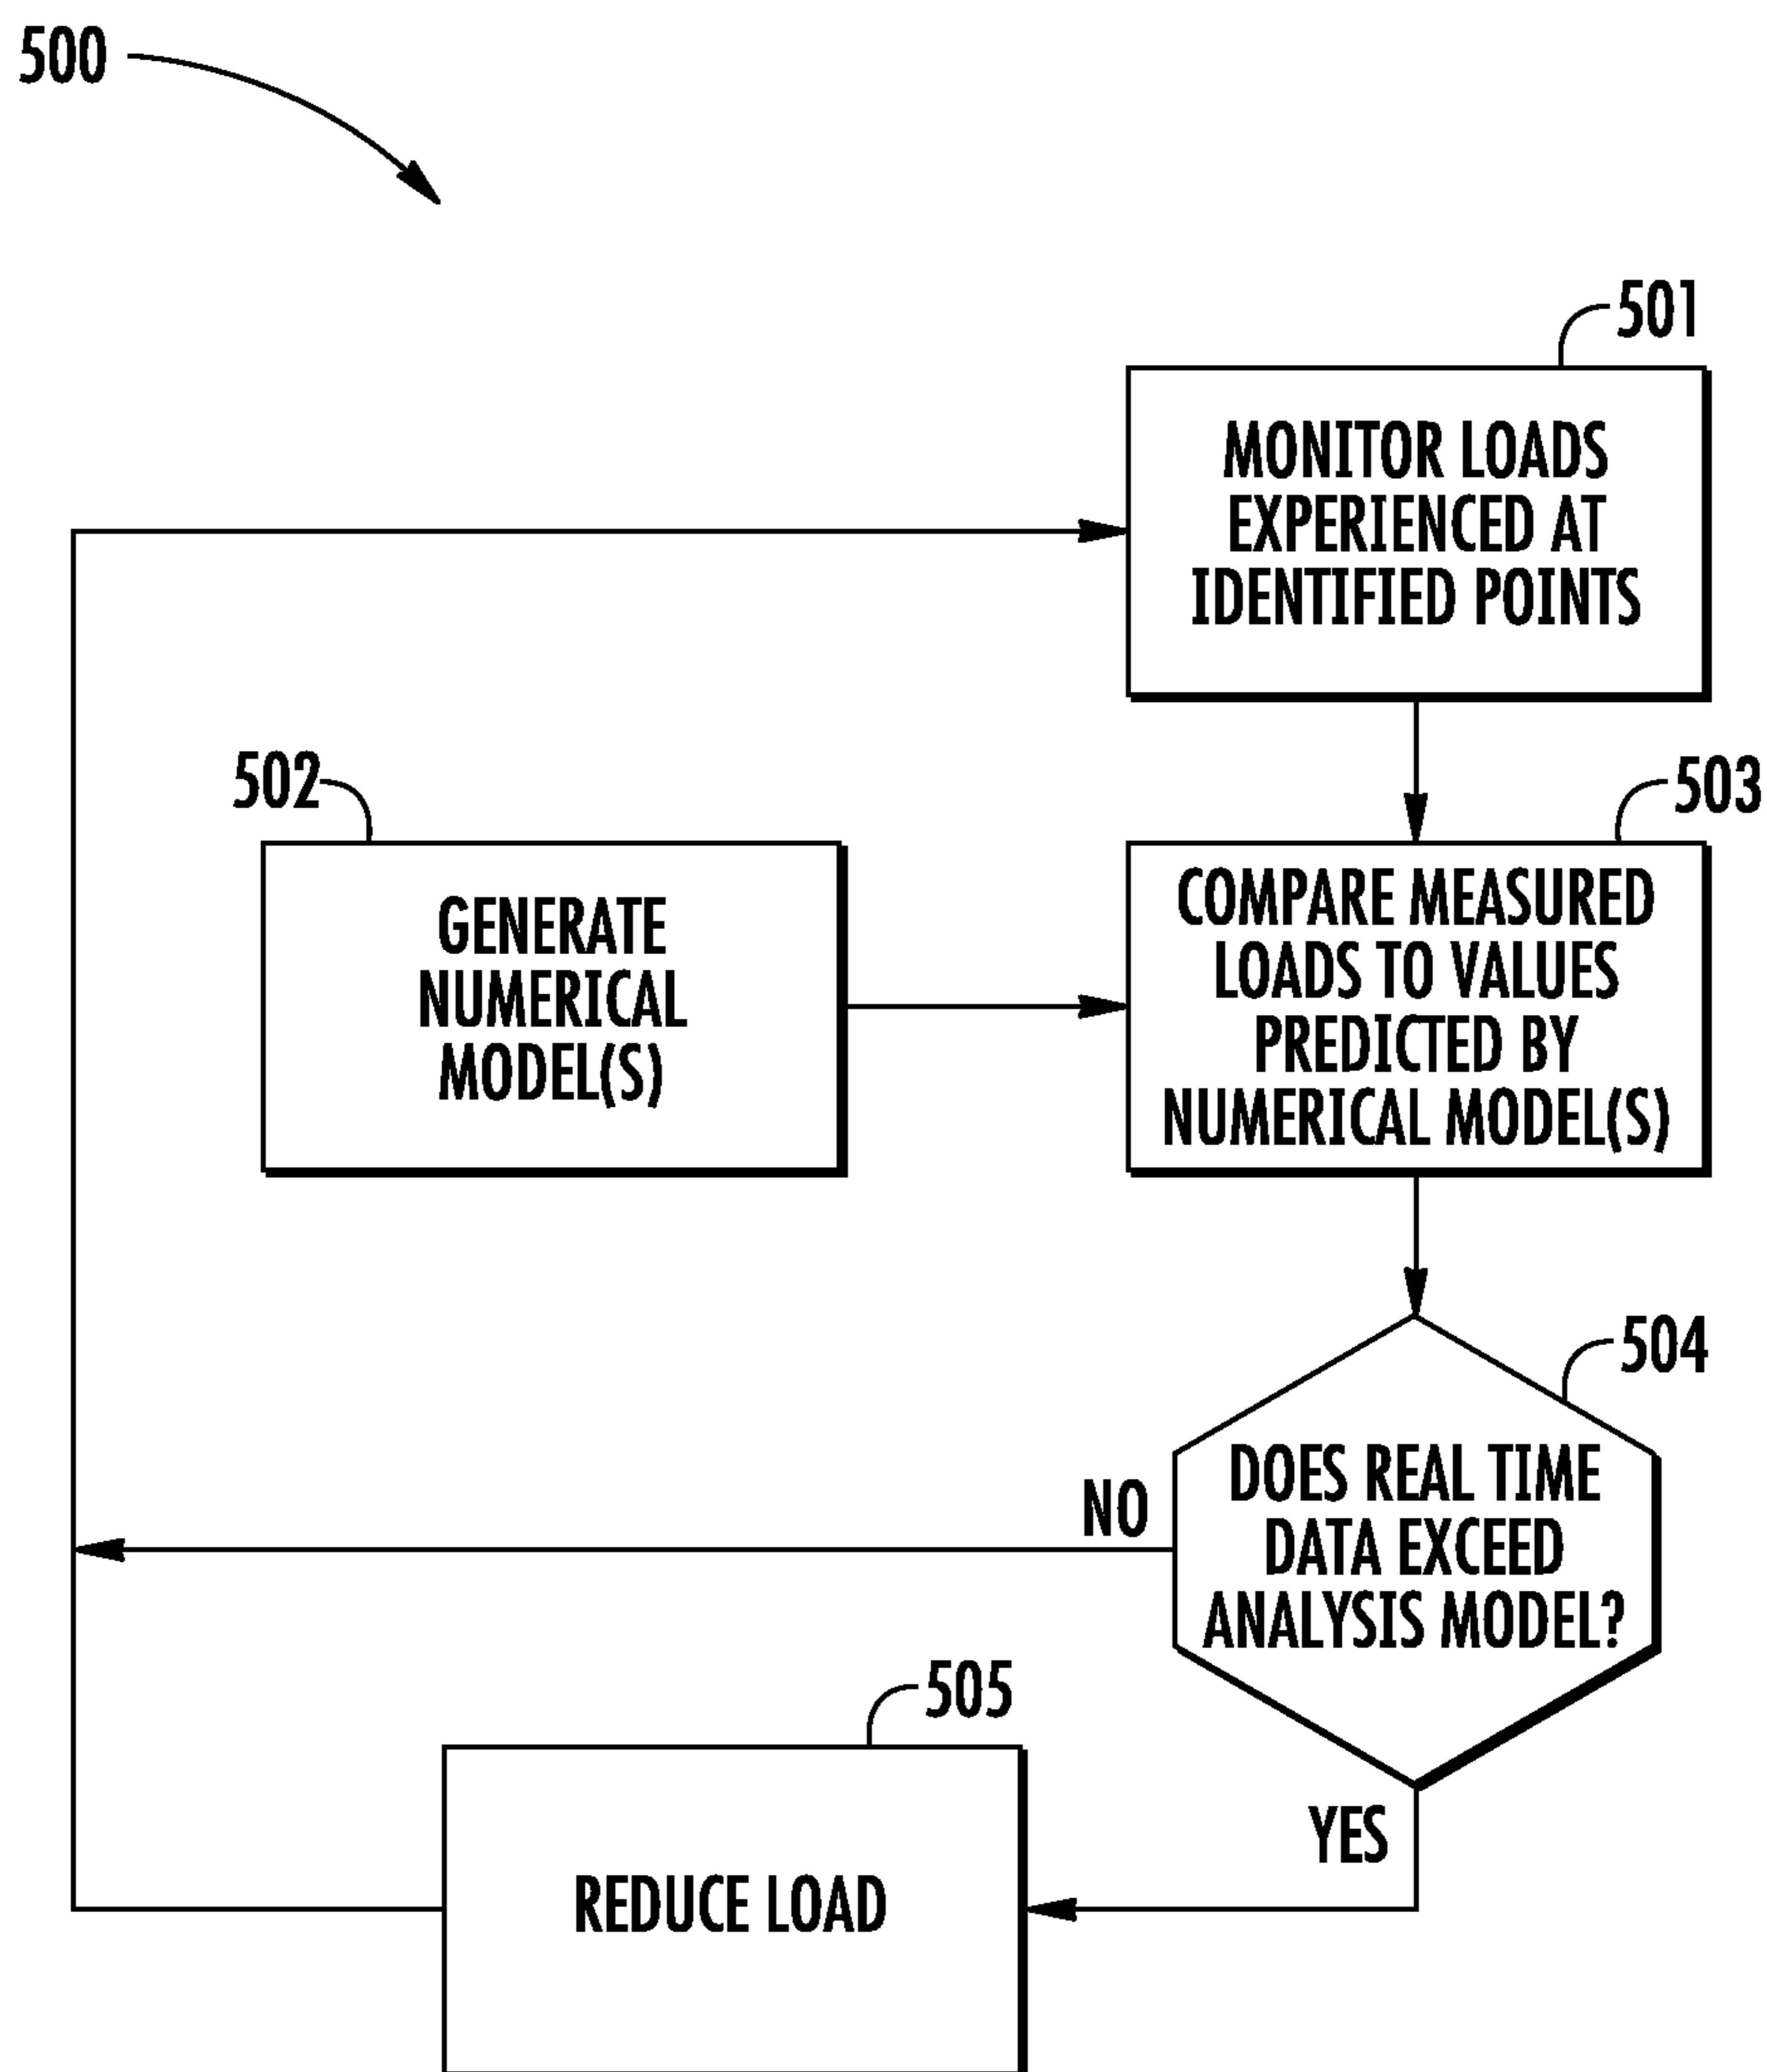 500
501
MONITOR LOADS
EXPERIENCED AT
IDENTIFIED POINTS
502
GENERATE
NUMERICAL
MODEL(S)
503
COMPARE MEASURED
LOADS TO VALUES
PREDICTED BY
NUMERICAL MODEL(S)
504
DOES REAL TIME
DATA EXCEED
ANALYSIS MODEL?
NO
YES
505
REDUCE LOAD